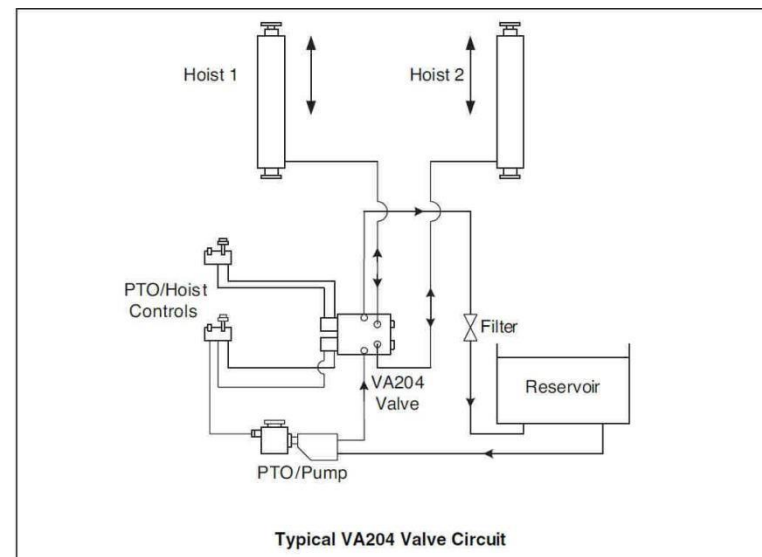 Hoist 1
Hoist 2
PTO/Hoist
Controls
Filter
VA204
Valve
Reservoir
PTO/Pump
Typical VA204 Valve Circuit